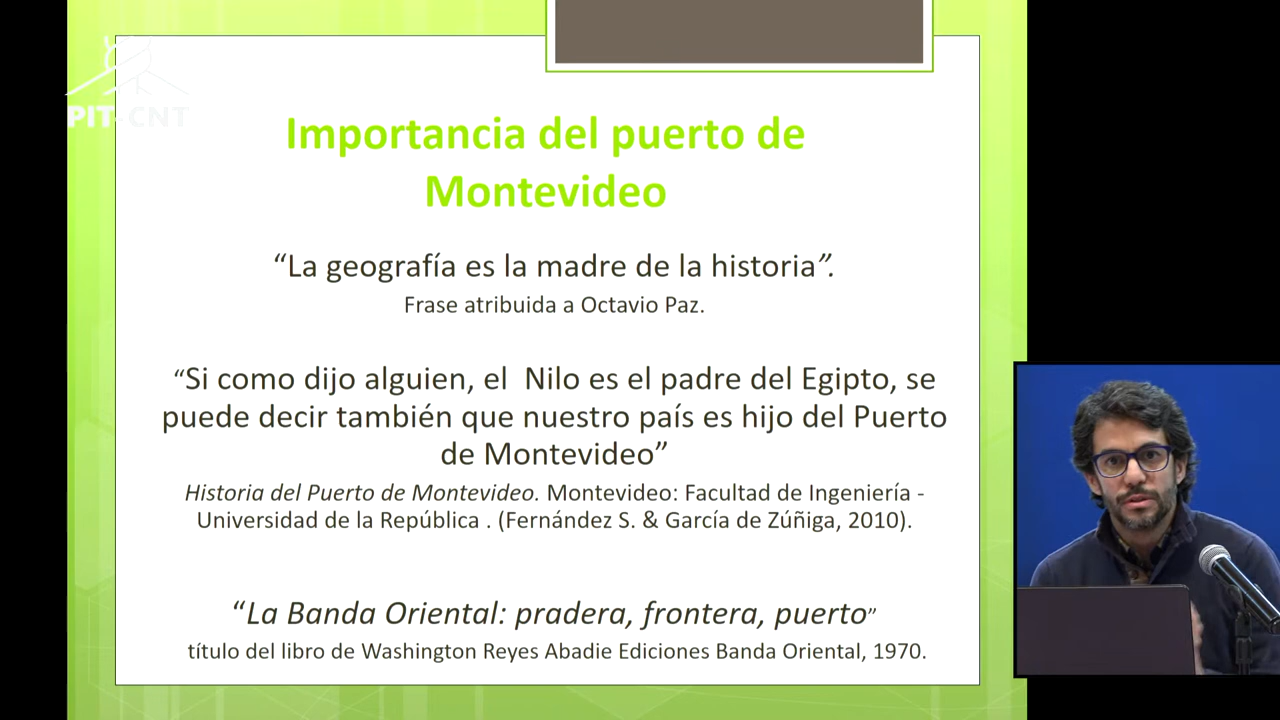 PIT-CNT
Importancia del puerto de
Montevideo
“La geografía es la madre de la historia”.
Frase atribuida a Octavio Paz.
“Si como dijo alguien, el  Nilo es el padre del Egipto, se
puede decir también que nuestro país es hijo del Puerto
de Montevideo”
Historia del Puerto de Montevideo. Montevideo: Facultad de Ingeniería -
Universidad de la República . (Fernández S. & García de Zúñiga, 2010).
“La Banda Oriental: pradera, frontera, puerto”
título del libro de Washington Reyes Abadie Ediciones Banda Oriental, 1970.